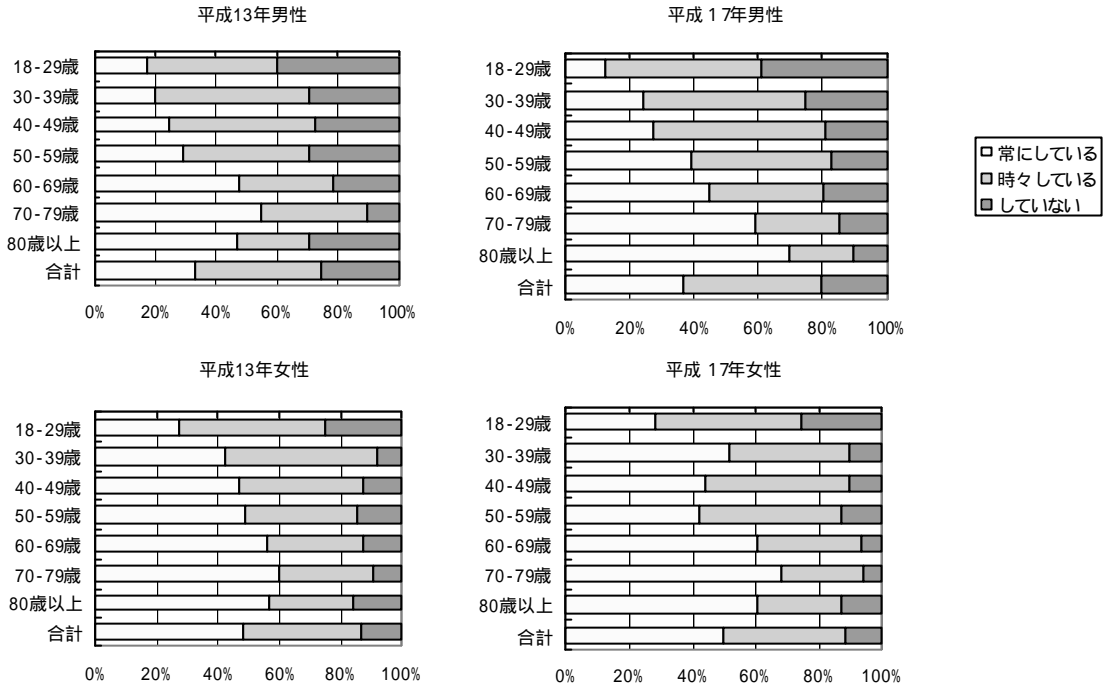 平成13年男性
18-29歳
30-39歳
40-49歳
50-59歳
60-69歳
70-79歳
80歳以上
合計
0% 20% 40% 60% 80% 100%
平成 17年男性
18-29歳
30-39歳
40-49歳
50-59歳
60-69歳
70-79歳
80歳以上
合計
0% 20% 40% 60% 80% 100%
常にしている
時々している
していない
平成13年女性
18-29歳
30-39歳
40-49歳
50-59歳
60-69歳
70-79歳
80歳以上
合計
0% 20% 40% 60% 80% 100%
平成 17年女性
18-29歳
30-39歳
40-49歳
50-59歳
60-69歳
70-79歳
80歳以上
合計
0% 20% 40% 60% 80% 100%